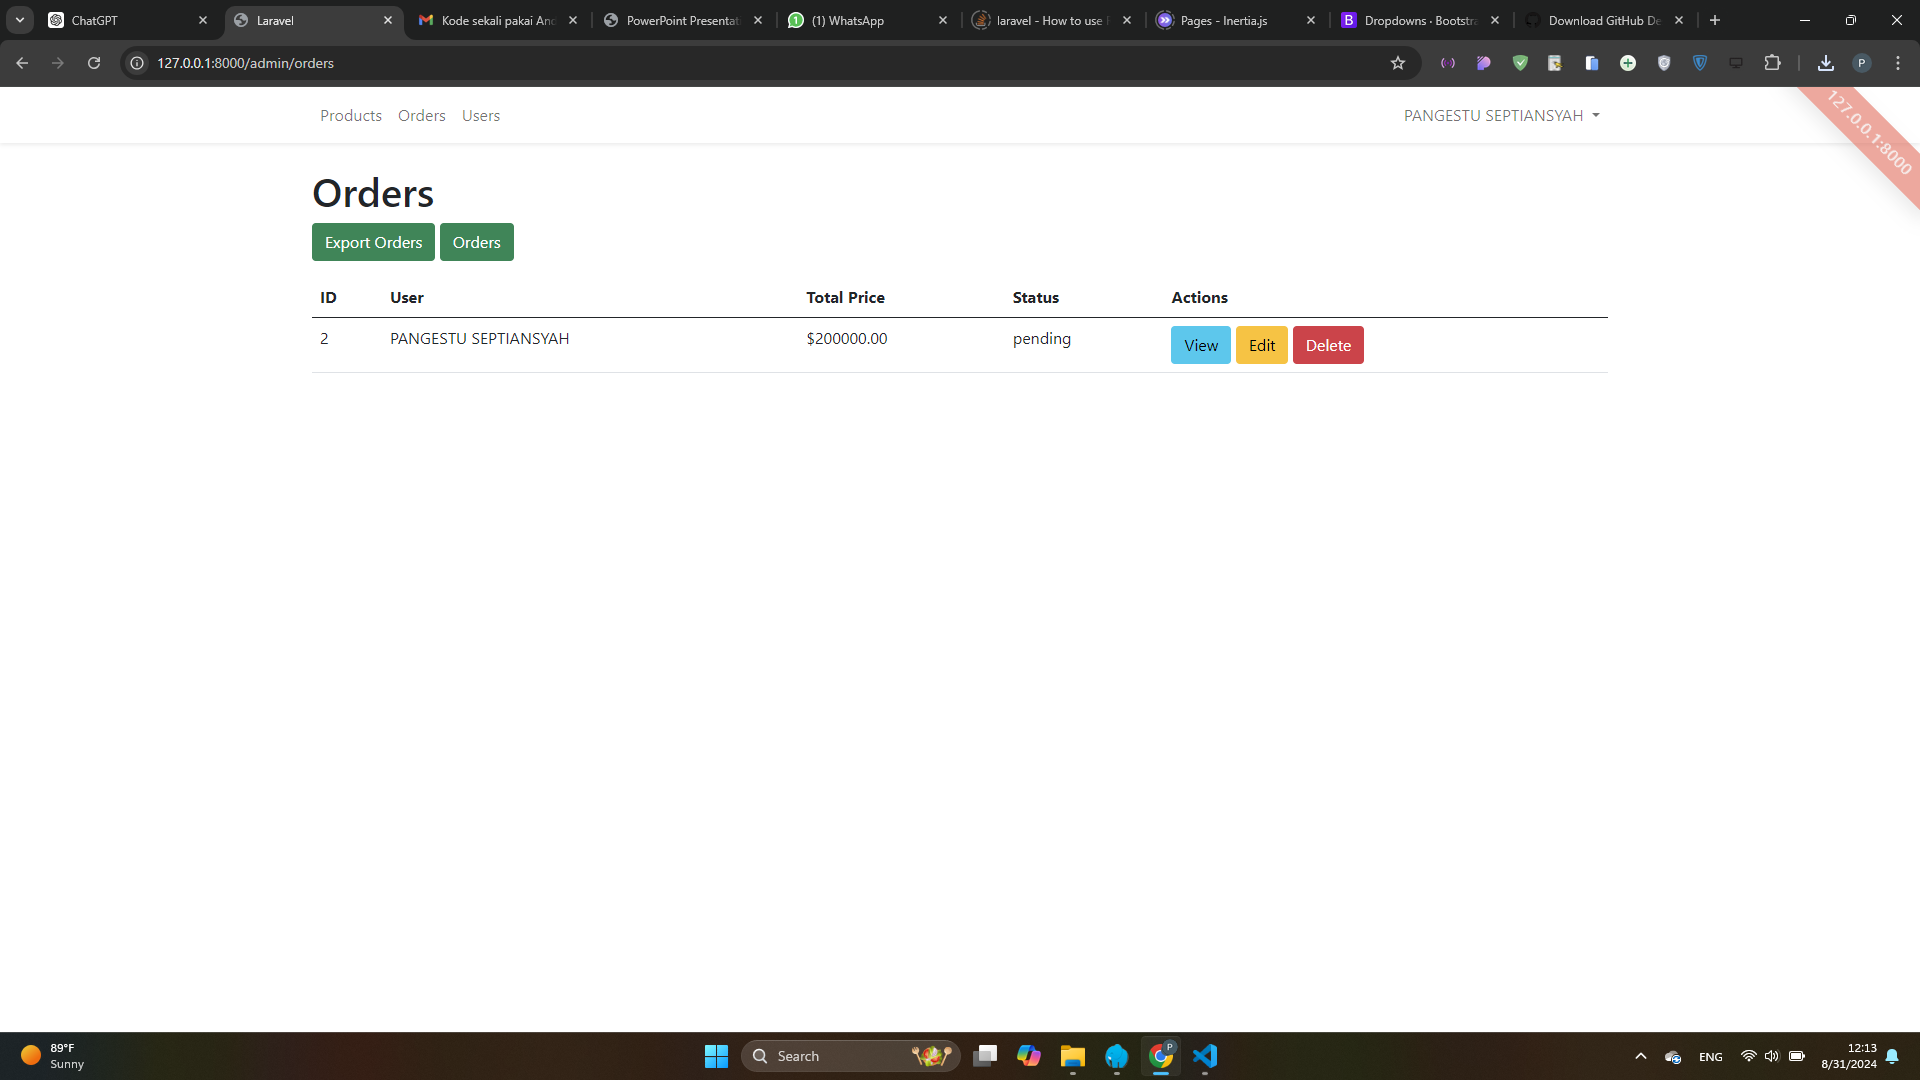 ChatGPT
Laravel
Kode sekali pakai And
PowerPoint Presentat
(1) WhatsApp
laravel - How to use
Pages - Inertia.js
Dropdowns · Bootstra
Download GitHub De
127.0.0.1:8000/admin/orders
Products Orders Users
PANGESTU SEPTIANSYAH
127.0.0.1:8000
Orders
Export Orders Orders
ID User Total Price Status Actions
2 PANGESTU SEPTIANSYAH $200000.00 pending View Edit Delete
89°F
Sunny
Search
ENG
12:13
8/31/2024